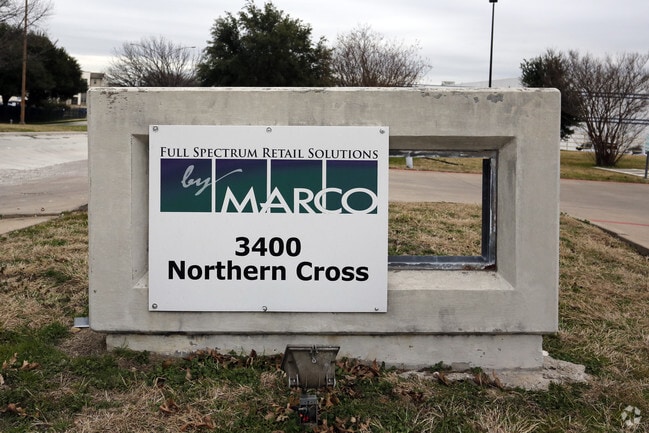 FULL SPECTRUM RETAIL SOLUTIONS
by MARCO
3400
Northern Cross